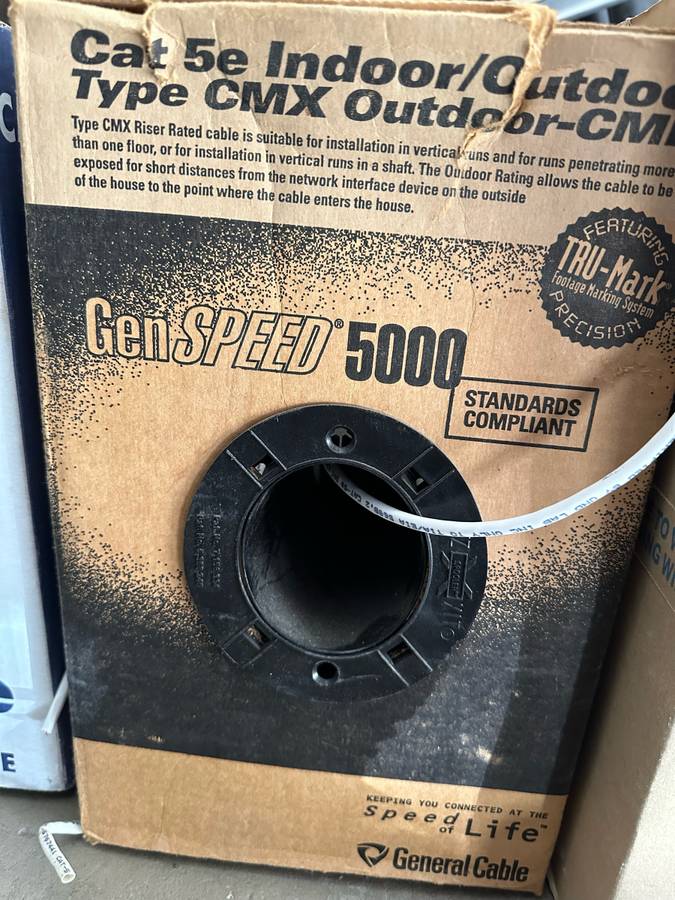 Cat 5e Indoor/Outdoo
Type CMX Outdoor-CM
Type CMX Riser Rated cable is suitable for installation in vertical runs and for runs penetrating more
than one floor, or for installation in vertical runs in a shaft. The Outdoor Rating allows the cable to be
exposed for short distances from the network interface device on the outside
of the house to the point where the cable enters the house.
FEATURING
TRU-Mark®
Footage Marking System
PRECISION
GenSPEED® 5000
STANDARDS
COMPLIANT
KEEPING YOU CONNECTED AT THE
Speed
of Life™
General Cable
C
E